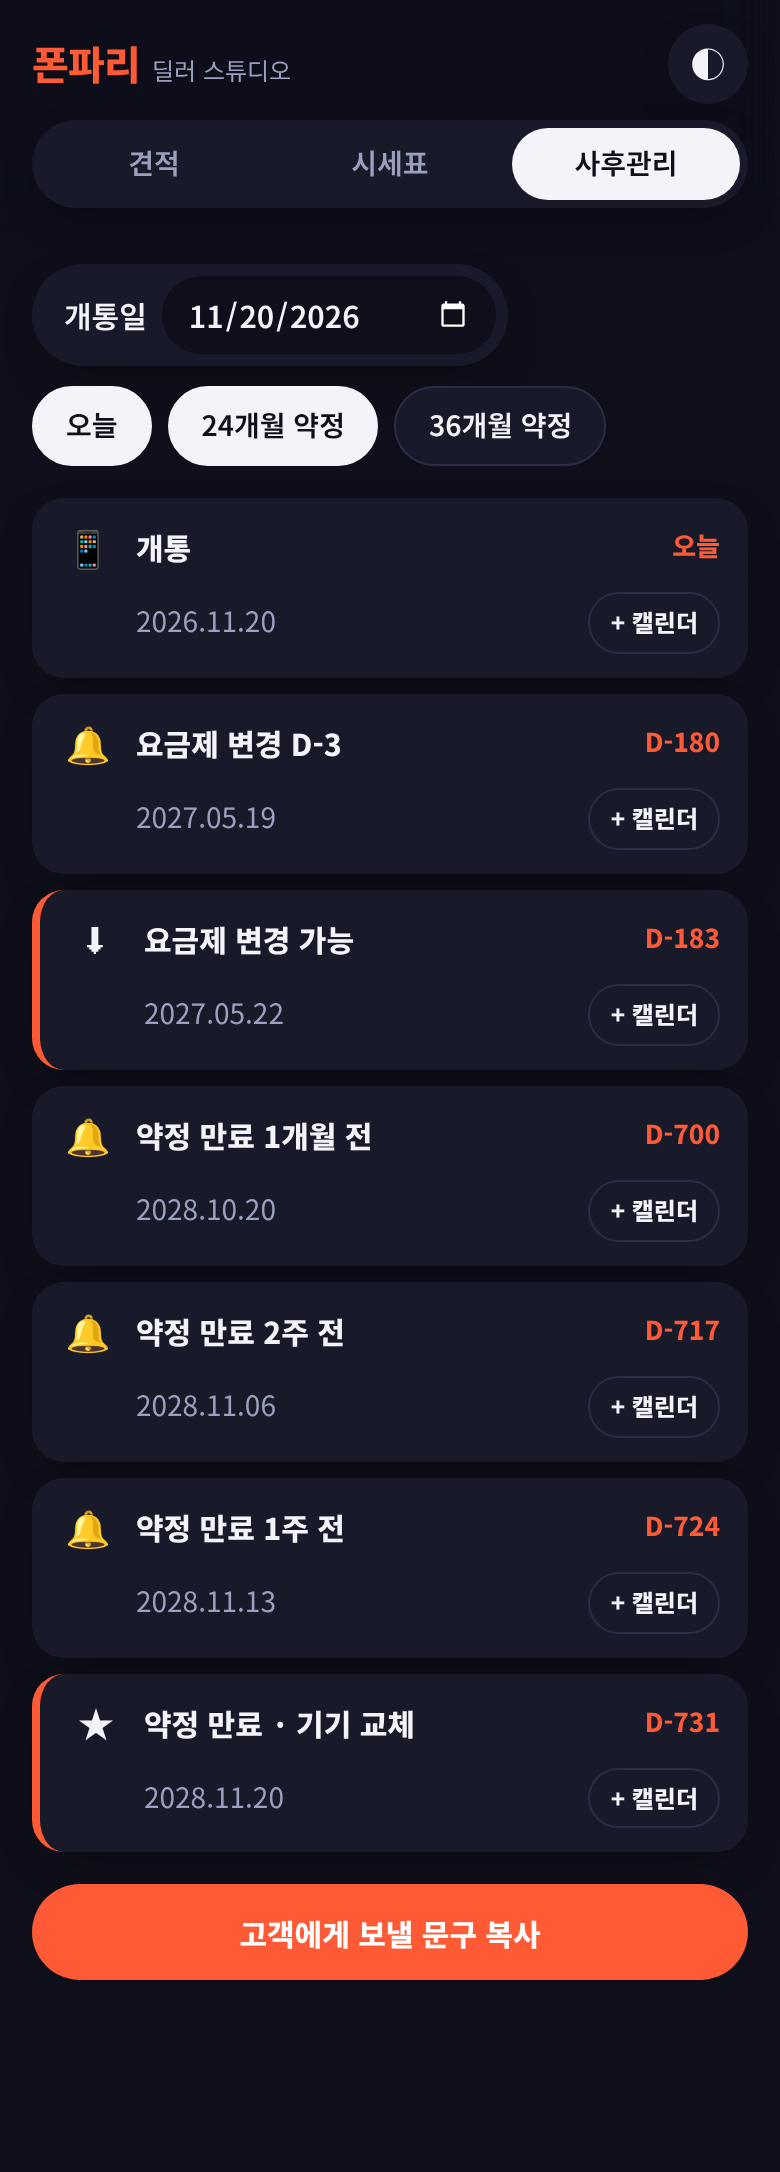 폰파리 딜러 스튜디오
견적 시세표 사후관리
개통일 11/20/2026
오늘 24개월 약정 36개월 약정
개통 오늘
2026.11.20 + 캘린더
요금제 변경 D-3 D-180
2027.05.19 + 캘린더
요금제 변경 가능 D-183
2027.05.22 + 캘린더
약정 만료 1개월 전 D-700
2028.10.20 + 캘린더
약정 만료 2주 전 D-717
2028.11.06 + 캘린더
약정 만료 1주 전 D-724
2028.11.13 + 캘린더
약정 만료 · 기기 교체 D-731
2028.11.20 + 캘린더
고객에게 보낼 문구 복사